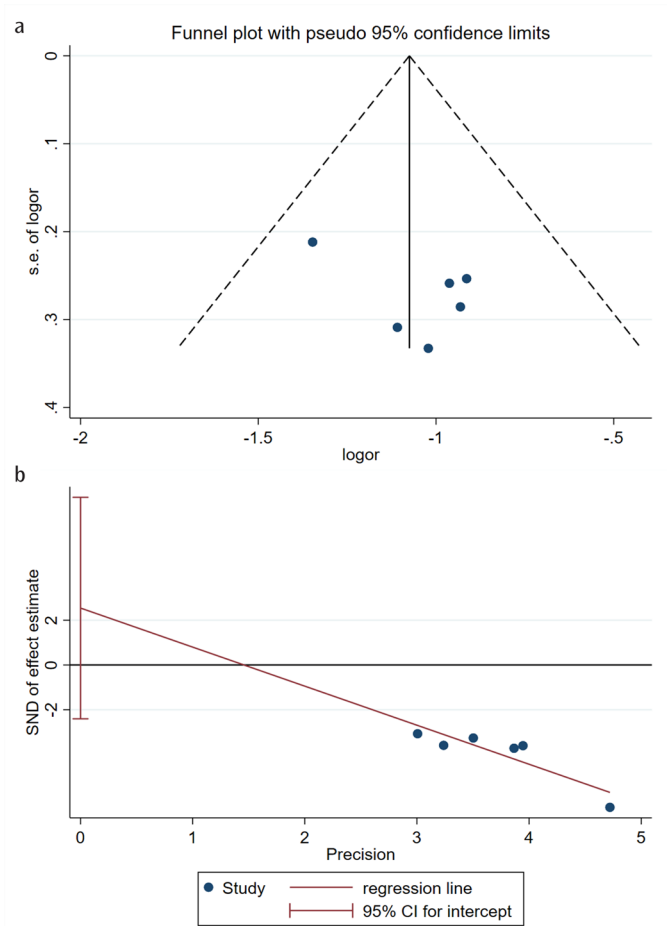 a
Funnel plot with pseudo 95% confidence limits
0
.1
.2
.3
.4
s.e. of logor
-2 -1.5 -1 -.5
logor
b
2
0
-2
SND of effect estimate
0 1 2 3 4 5
Precision
Study regression line
95% CI for intercept